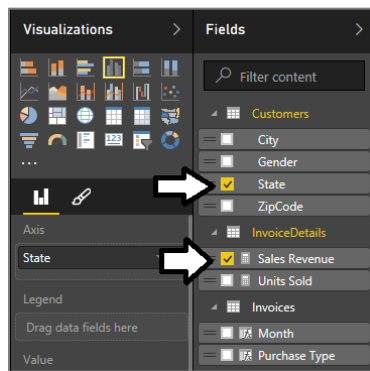 Visualizations
Fields
Filter content
Customers
City
Gender
State
ZipCode
InvoiceDetails
Sales Revenue
Units Sold
Invoices
Month
Purchase Type
...
Axis
State
Legend
Drag data fields here
Value